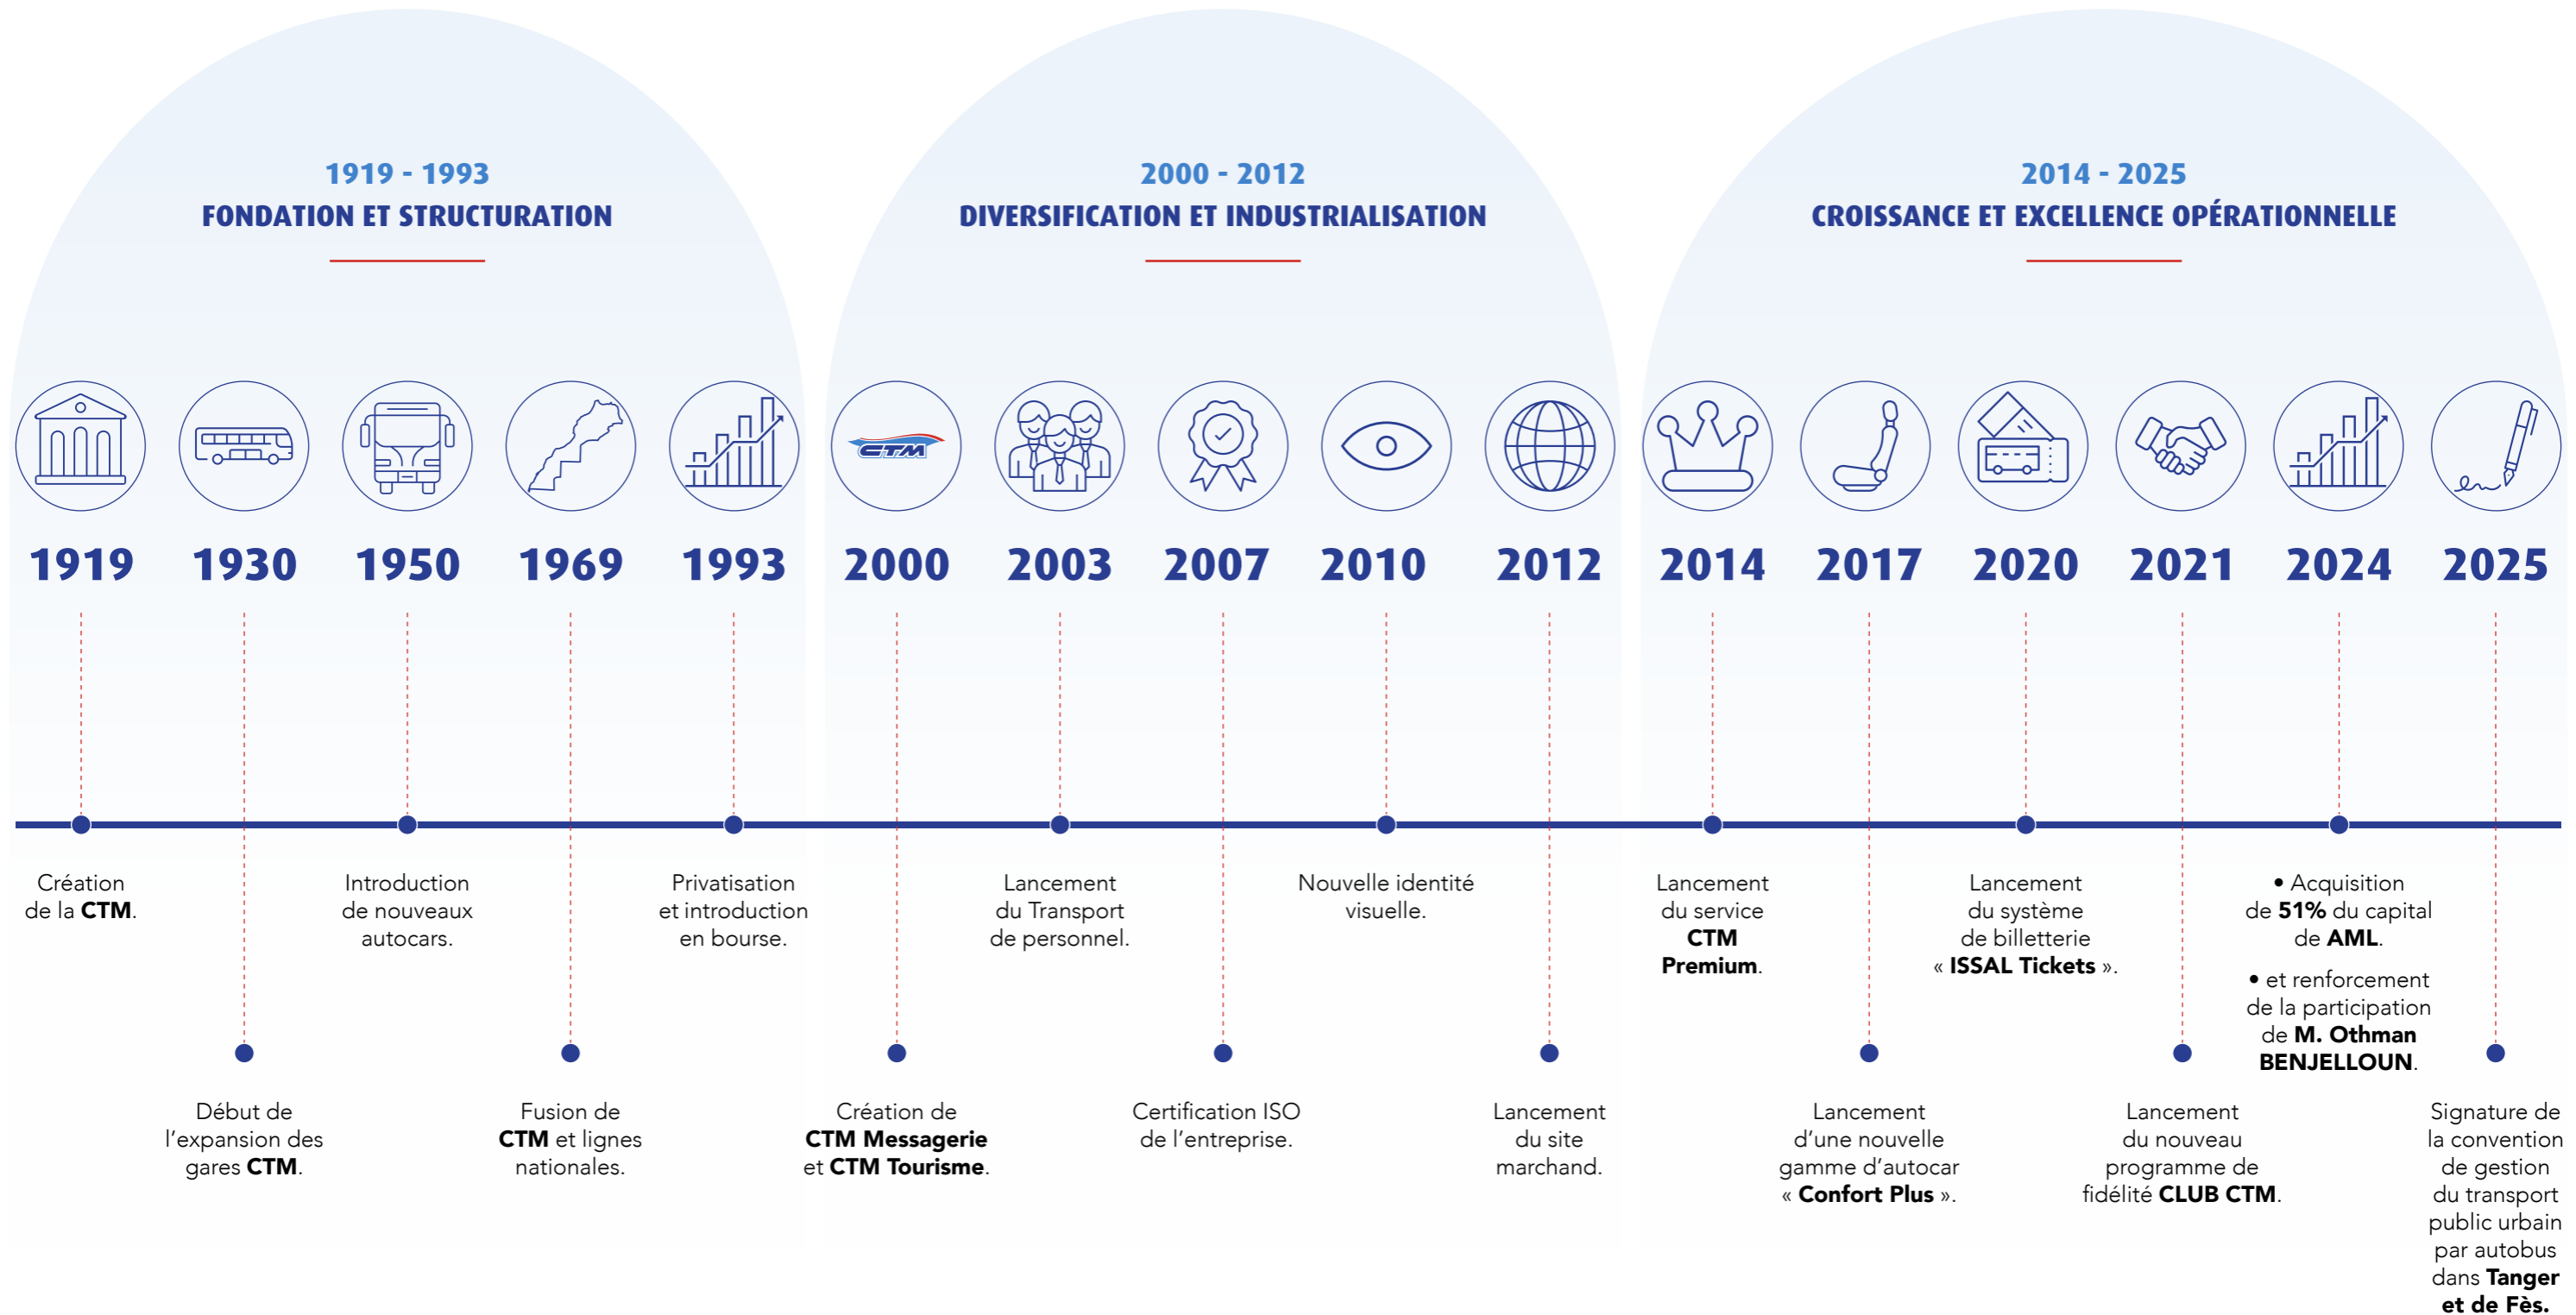 1919 - 1993
FONDATION ET STRUCTURATION
2000 - 2012
DIVERSIFICATION ET INDUSTRIALISATION
2014 - 2025
CROISSANCE ET EXCELLENCE OPÉRATIONNELLE
CTM
1919
1930
1950
1969
1993
2000
2003
2007
2010
2012
2014
2017
2020
2021
2024
2025
Création
de la CTM.
Début de
l'expansion des
gares CTM.
Introduction
de nouveaux
autocars.
Fusion de
CTM et lignes
nationales.
Privatisation
et introduction
en bourse.
Création de
CTM Messagerie
et CTM Tourisme.
Lancement
du Transport
de personnel.
Certification ISO
de l'entreprise.
Nouvelle identité
visuelle.
Lancement
du site
marchand.
Lancement
du service
CTM
Premium.
Lancement
d'une nouvelle
gamme d'autocar
« Confort Plus ».
Lancement
du système
de billetterie
« ISSAL Tickets ».
Lancement
du nouveau
programme de
fidélité CLUB CTM.
• Acquisition
de 51% du capital
de AML.
• et renforcement
de la participation
de M. Othman
BENJELLOUN.
Signature de
la convention
de gestion
du transport
public urbain
par autobus
dans Tanger
et de Fès.